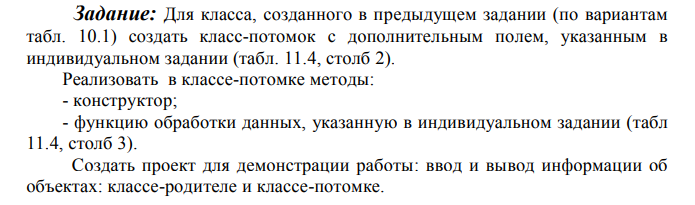 Задание: Для класса, созданного в предыдущем задании (по вариантам
табл. 10.1) создать класс-потомок с дополнительным полем, указанным в
индивидуальном задании (табл. 11.4, столб 2).
Реализовать в классе-потомке методы:
- конструктор;
- функцию обработки данных, указанную в индивидуальном задании (табл
11.4, столб 3).
Создать проект для демонстрации работы: ввод и вывод информации об
объектах: классе-родителе и классе-потомке.